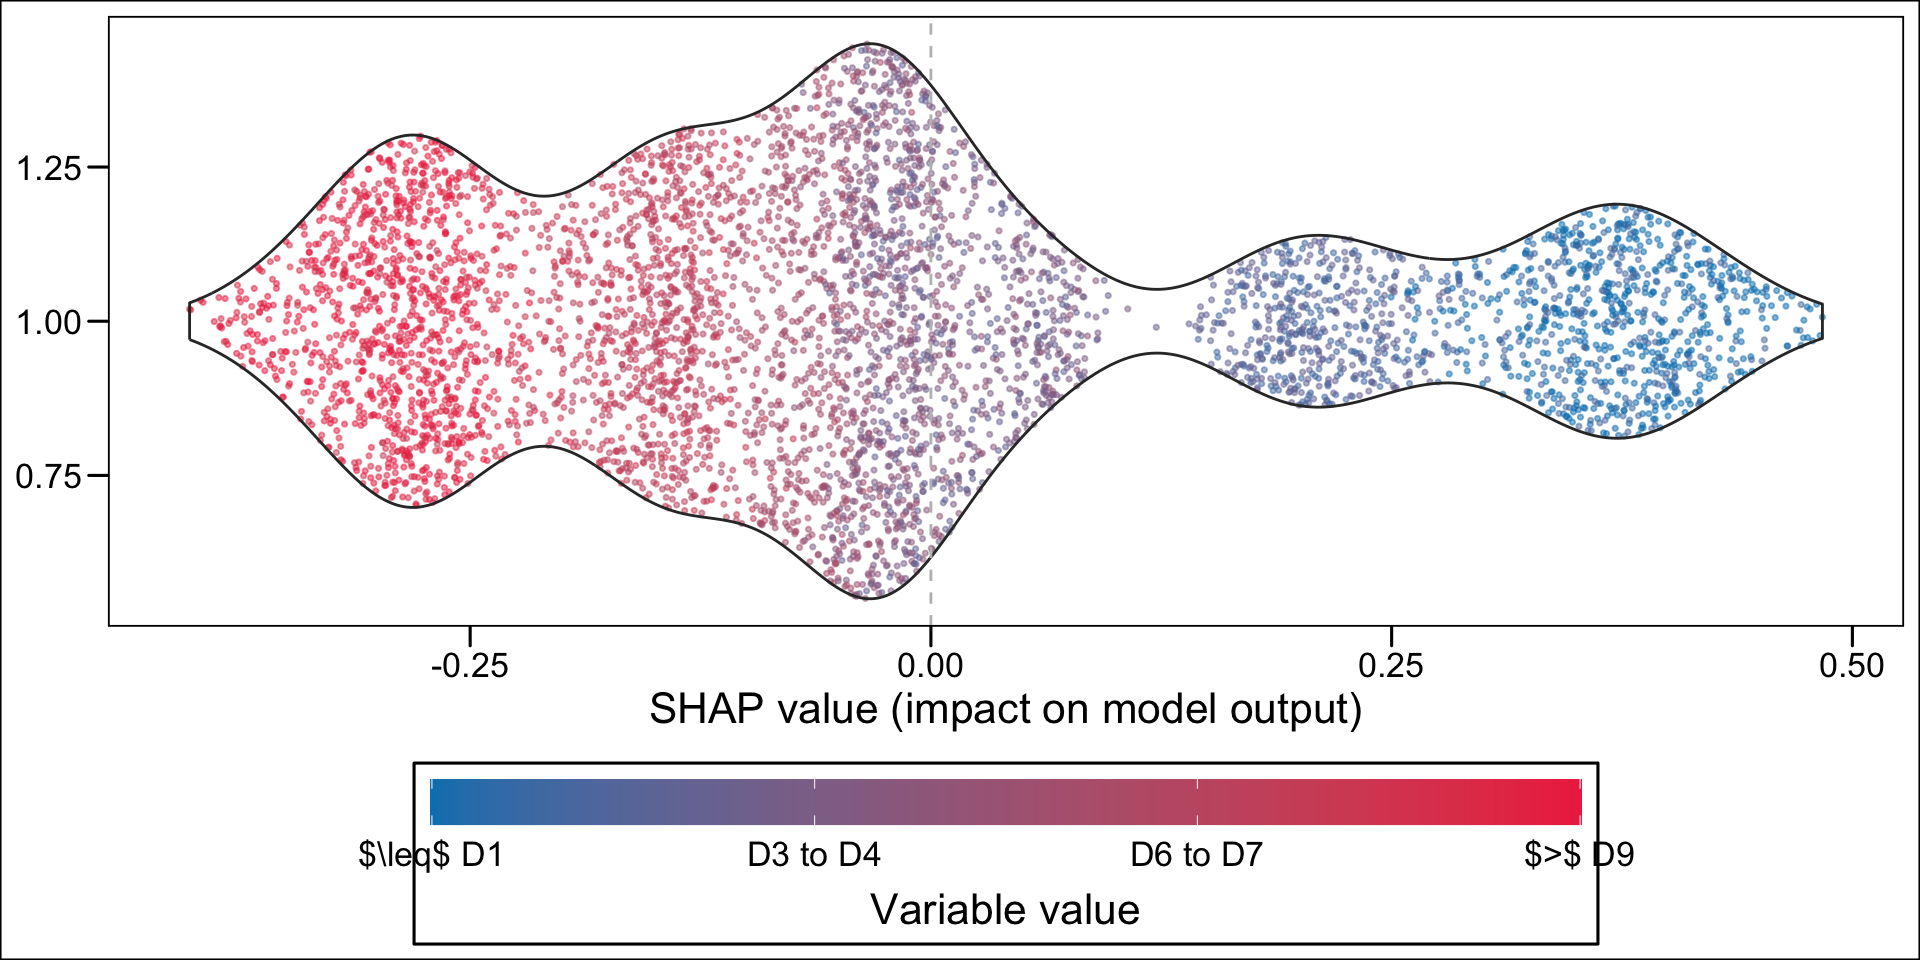 1.25
1.00
0.75
-0.25 0.00 0.25 0.50
SHAP value (impact on model output)
$\leq$ D1 D3 to D4 D6 to D7 $>$ D9
Variable value